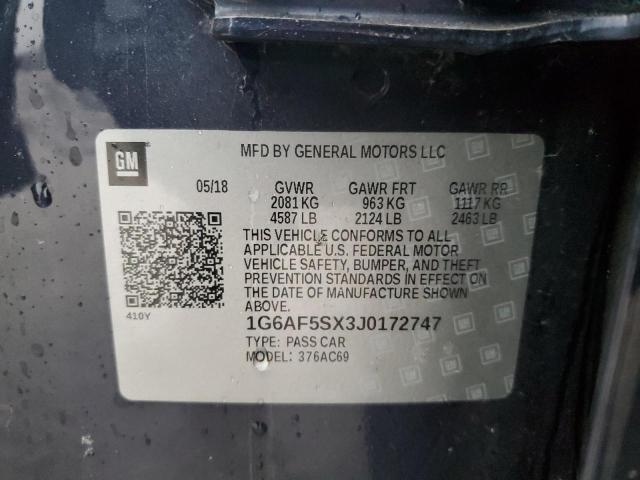 GM
MFD BY GENERAL MOTORS LLC
05/18 GVWR GAWR FRT GAWR RR
2081 KG 963 KG 1117 KG
4587 LB 2124 LB 2463 LB
THIS VEHICLE CONFORMS TO ALL
APPLICABLE U.S. FEDERAL MOTOR
VEHICLE SAFETY, BUMPER, AND THEFT
PREVENTION STANDARDS IN EFFECT ON
THE DATE OF MANUFACTURE SHOWN
ABOVE.
410Y
1G6AF5SX3J0172747
TYPE: PASS CAR
MODEL: 376AC69